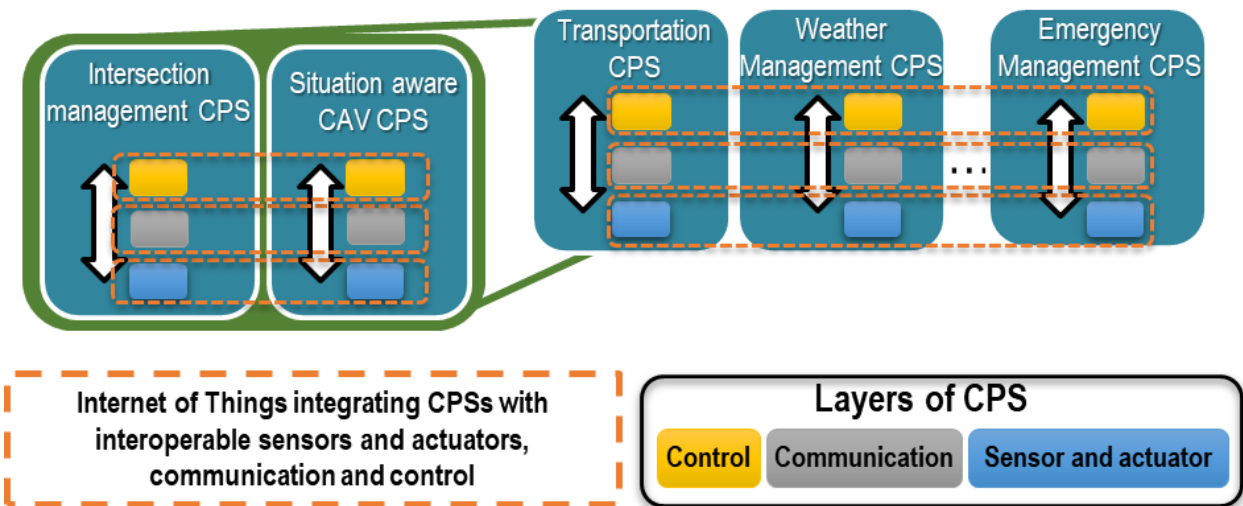 Intersection
management CPS
Situation aware
CAV CPS
Transportation
CPS
Weather
Management CPS
...
Emergency
Management CPS
Internet of Things integrating CPSs with
interoperable sensors and actuators,
communication and control
Layers of CPS
Control
Communication
Sensor and actuator